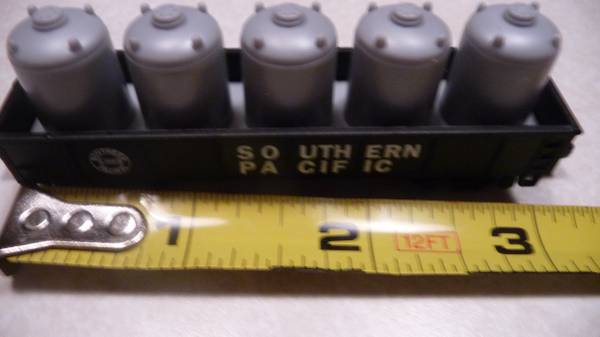 SO UTH ERN
PA CIF IC
1 2 12FT 3